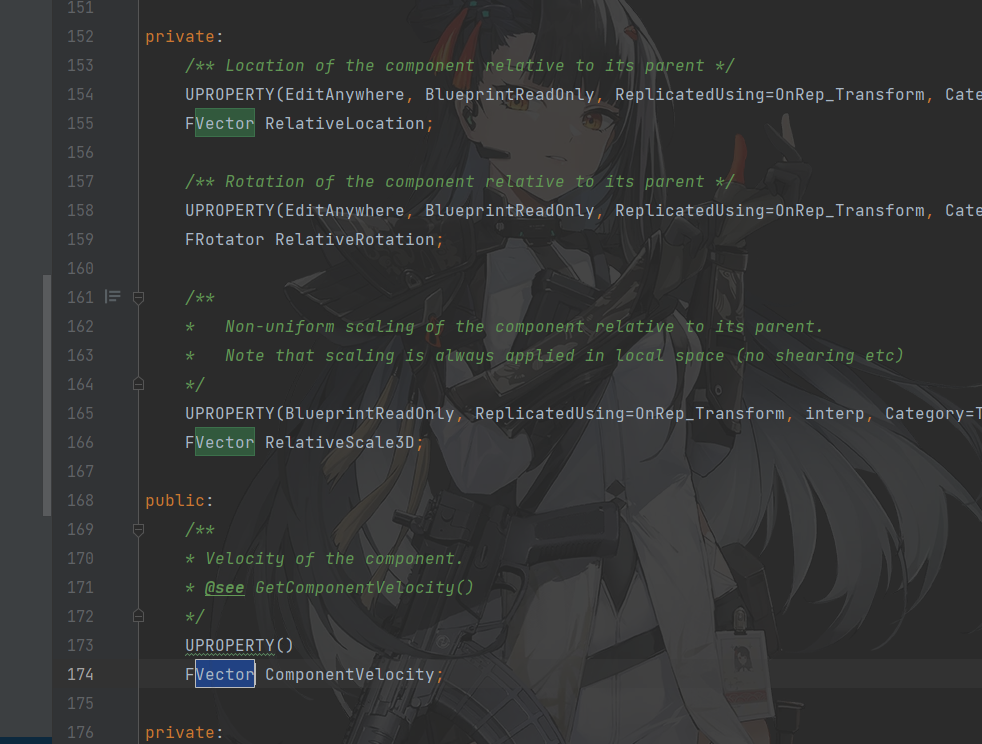 151
152 private:
153 /** Location of the component relative to its parent */
154 UPROPERTY(EditAnywhere, BlueprintReadOnly, ReplicatedUsing=OnRep_Transform, Cate
155 FVector RelativeLocation;
156
157 /** Rotation of the component relative to its parent */
158 UPROPERTY(EditAnywhere, BlueprintReadOnly, ReplicatedUsing=OnRep_Transform, Cate
159 FRotator RelativeRotation;
160
161 /**
162 * Non-uniform scaling of the component relative to its parent.
163 * Note that scaling is always applied in local space (no shearing etc)
164 */
165 UPROPERTY(BlueprintReadOnly, ReplicatedUsing=OnRep_Transform, interp, Category=T
166 FVector RelativeScale3D;
167
168 public:
169 /**
170 * Velocity of the component.
171 * @see GetComponentVelocity()
172 */
173 UPROPERTY()
174 FVector ComponentVelocity;
175
176 private: